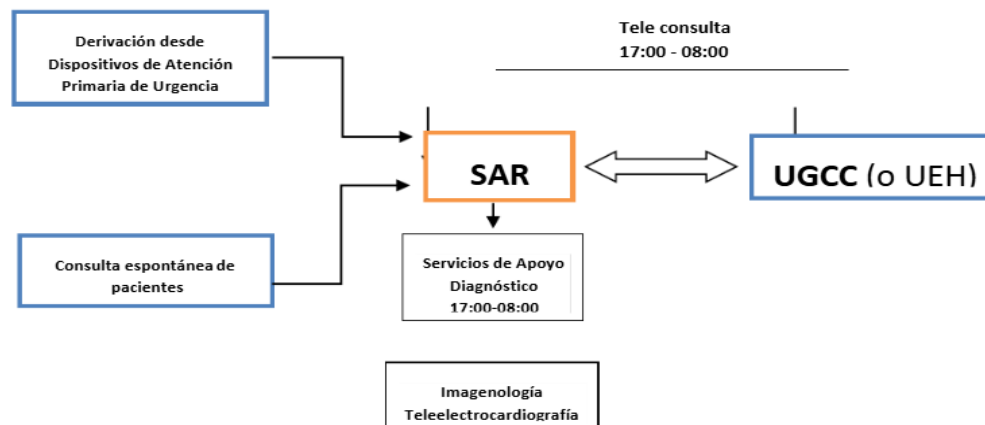 Derivación desde
Dispositivos de Atención
Primaria de Urgencia
Tele consulta
17:00 - 08:00
SAR
UGCC (o UEH)
Consulta espontánea de
pacientes
Servicios de Apoyo
Diagnóstico
17:00-08:00
Imagenología
Teleelectrocardiografía